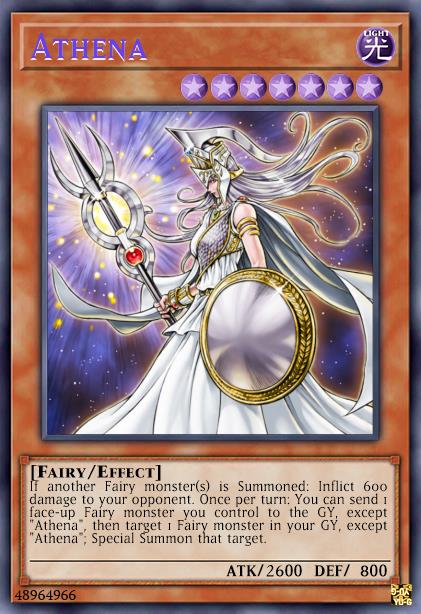 ATHENA
LIGHT
光
[FAIRY/EFFECT]
If another Fairy monster(s) is Summoned: Inflict 600
damage to your opponent. Once per turn: You can send 1
face-up Fairy monster you control to the GY, except
"Athena", then target 1 Fairy monster in your GY, except
"Athena"; Special Summon that target.
ATK/2600 DEF/ 800
48964966